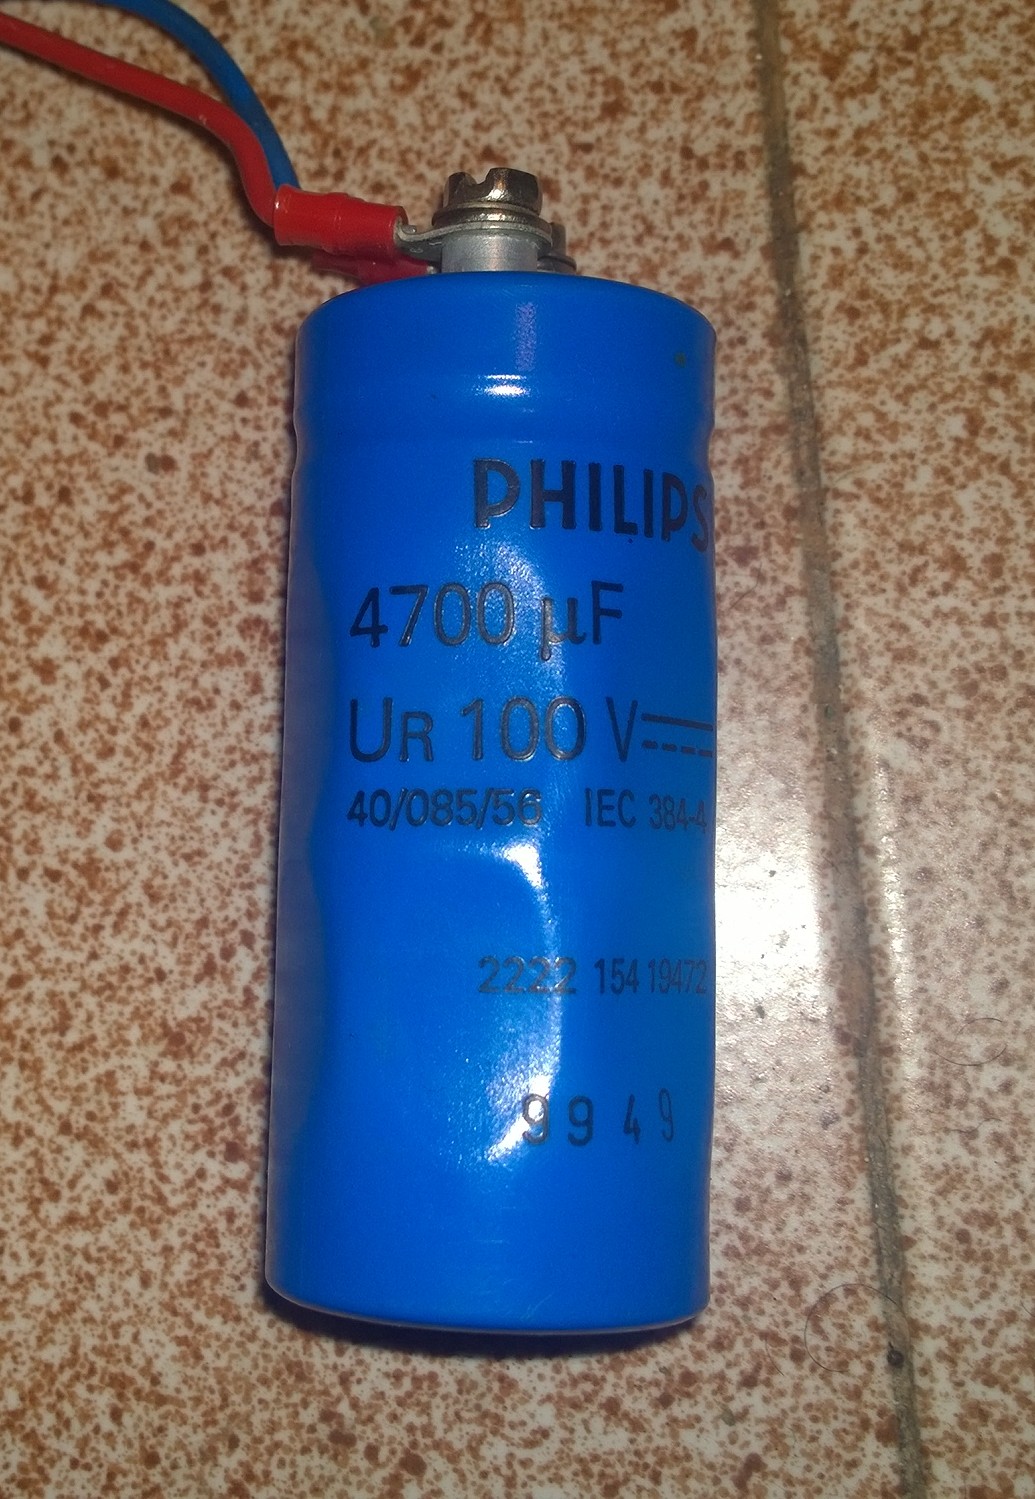 PHILIPS
4700 µF
UR 100 V
40/085/56 IEC 384-4
2222 154 19472
9949